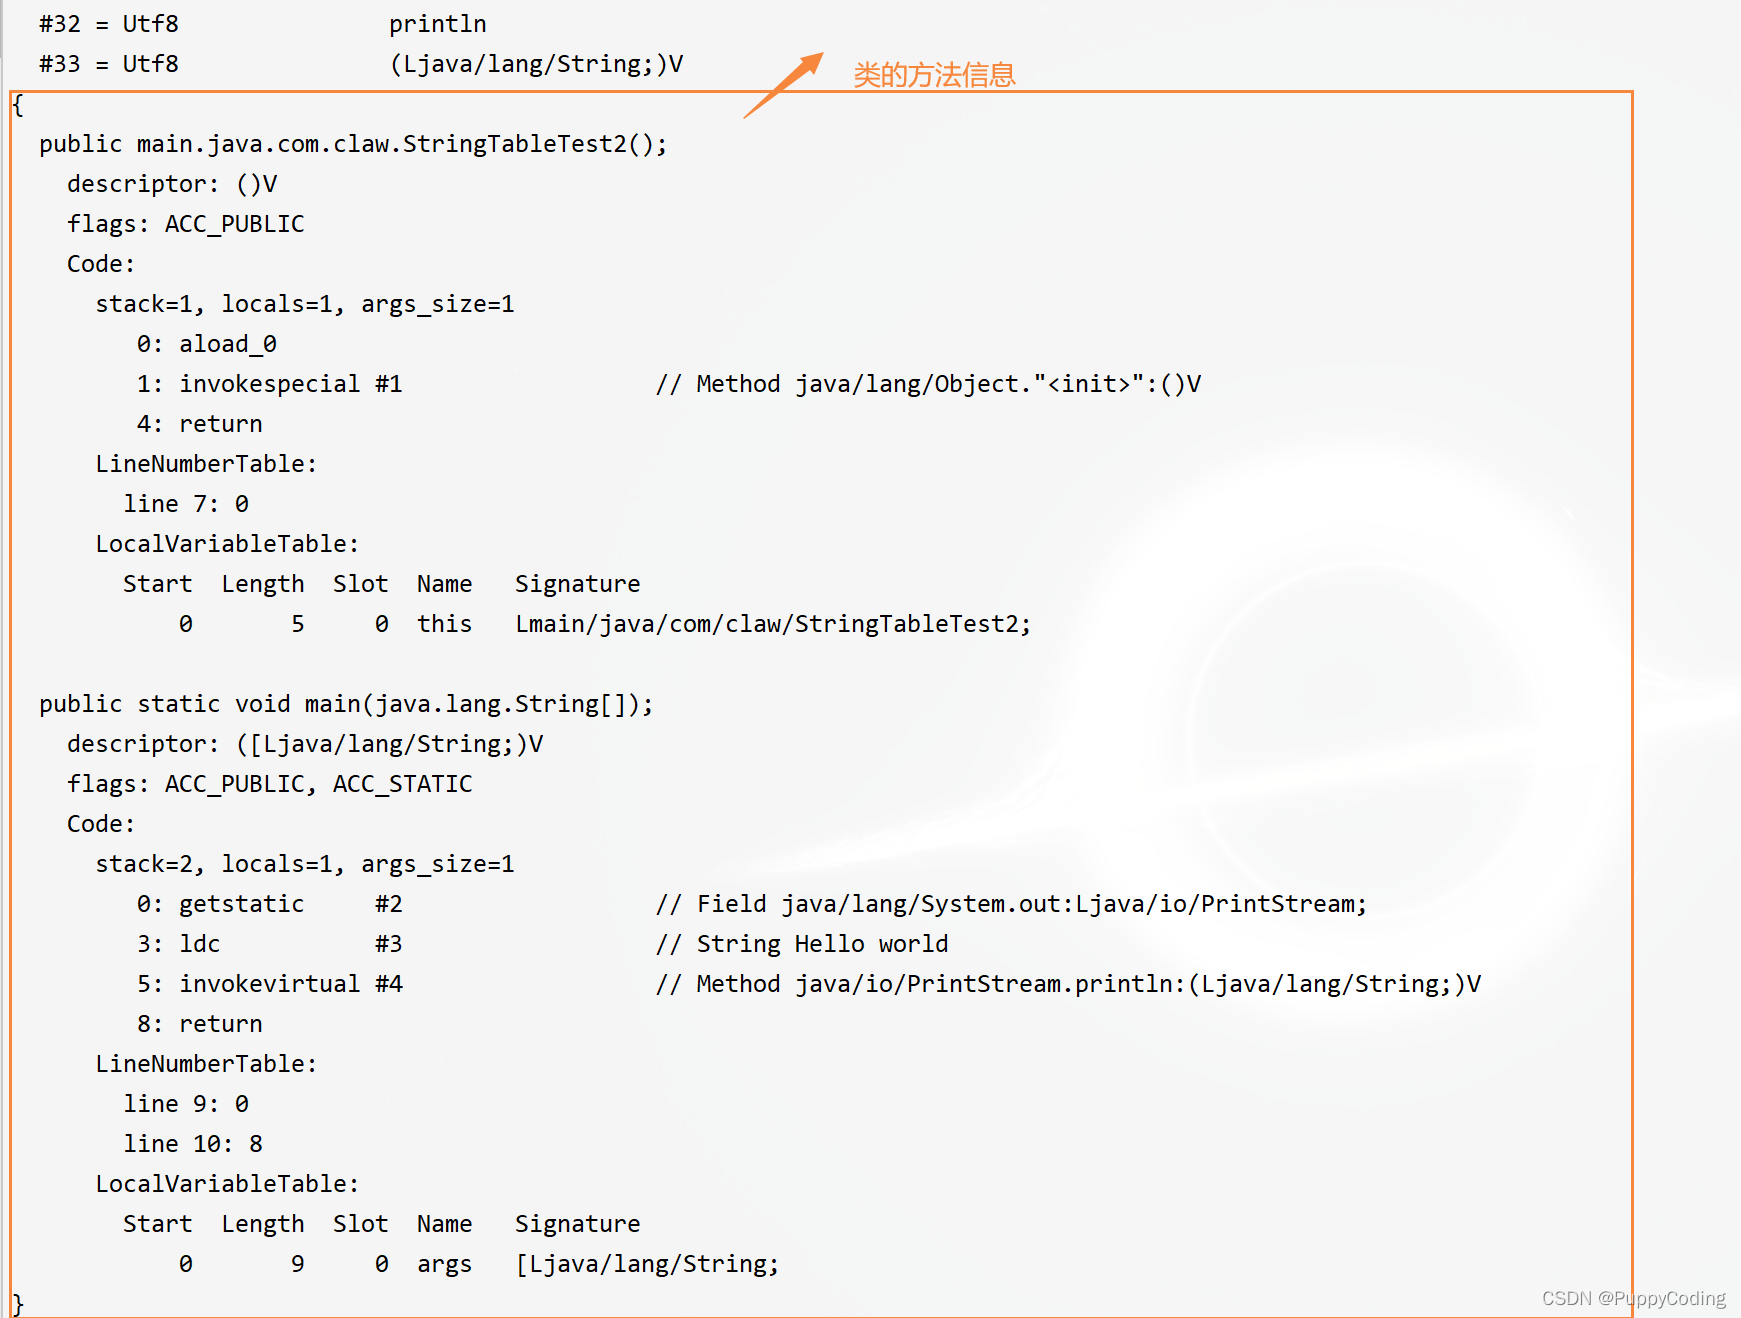 #32 = Utf8               println
#33 = Utf8               (Ljava/lang/String;)V
类的方法信息
{
  public main.java.com.claw.StringTableTest2();
    descriptor: ()V
    flags: ACC_PUBLIC
    Code:
      stack=1, locals=1, args_size=1
         0: aload_0
         1: invokespecial #1                  // Method java/lang/Object."<init>":()V
         4: return
      LineNumberTable:
        line 7: 0
      LocalVariableTable:
        Start  Length  Slot  Name   Signature
            0       5     0  this   Lmain/java/com/claw/StringTableTest2;
  public static void main(java.lang.String[]);
    descriptor: ([Ljava/lang/String;)V
    flags: ACC_PUBLIC, ACC_STATIC
    Code:
      stack=2, locals=1, args_size=1
         0: getstatic     #2                  // Field java/lang/System.out:Ljava/io/PrintStream;
         3: ldc           #3                  // String Hello world
         5: invokevirtual #4                  // Method java/io/PrintStream.println:(Ljava/lang/String;)V
         8: return
      LineNumberTable:
        line 9: 0
        line 10: 8
      LocalVariableTable:
        Start  Length  Slot  Name   Signature
            0       9     0  args   [Ljava/lang/String;
}
CSDN @PuppyCoding